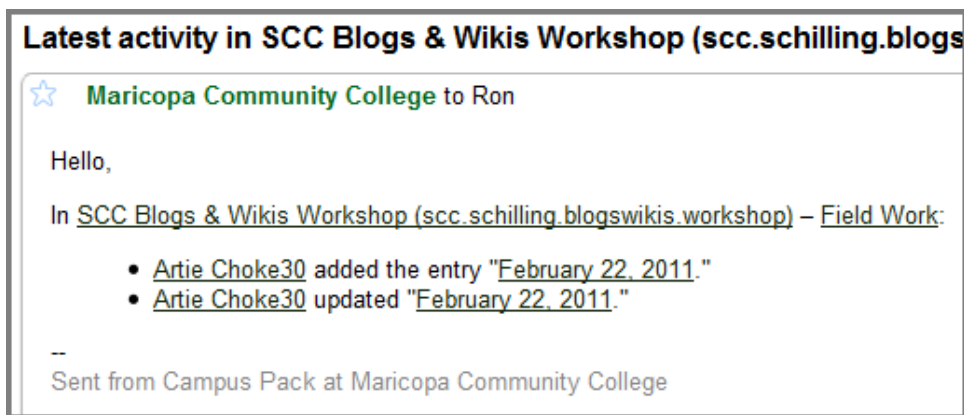 Latest activity in SCC Blogs & Wikis Workshop (scc.schilling.blogs
Maricopa Community College to Ron
Hello,
In SCC Blogs & Wikis Workshop (scc.schilling.blogswikis.workshop) – Field Work:
• Artie Choke30 added the entry "February 22, 2011."
• Artie Choke30 updated "February 22, 2011."
--
Sent from Campus Pack at Maricopa Community College